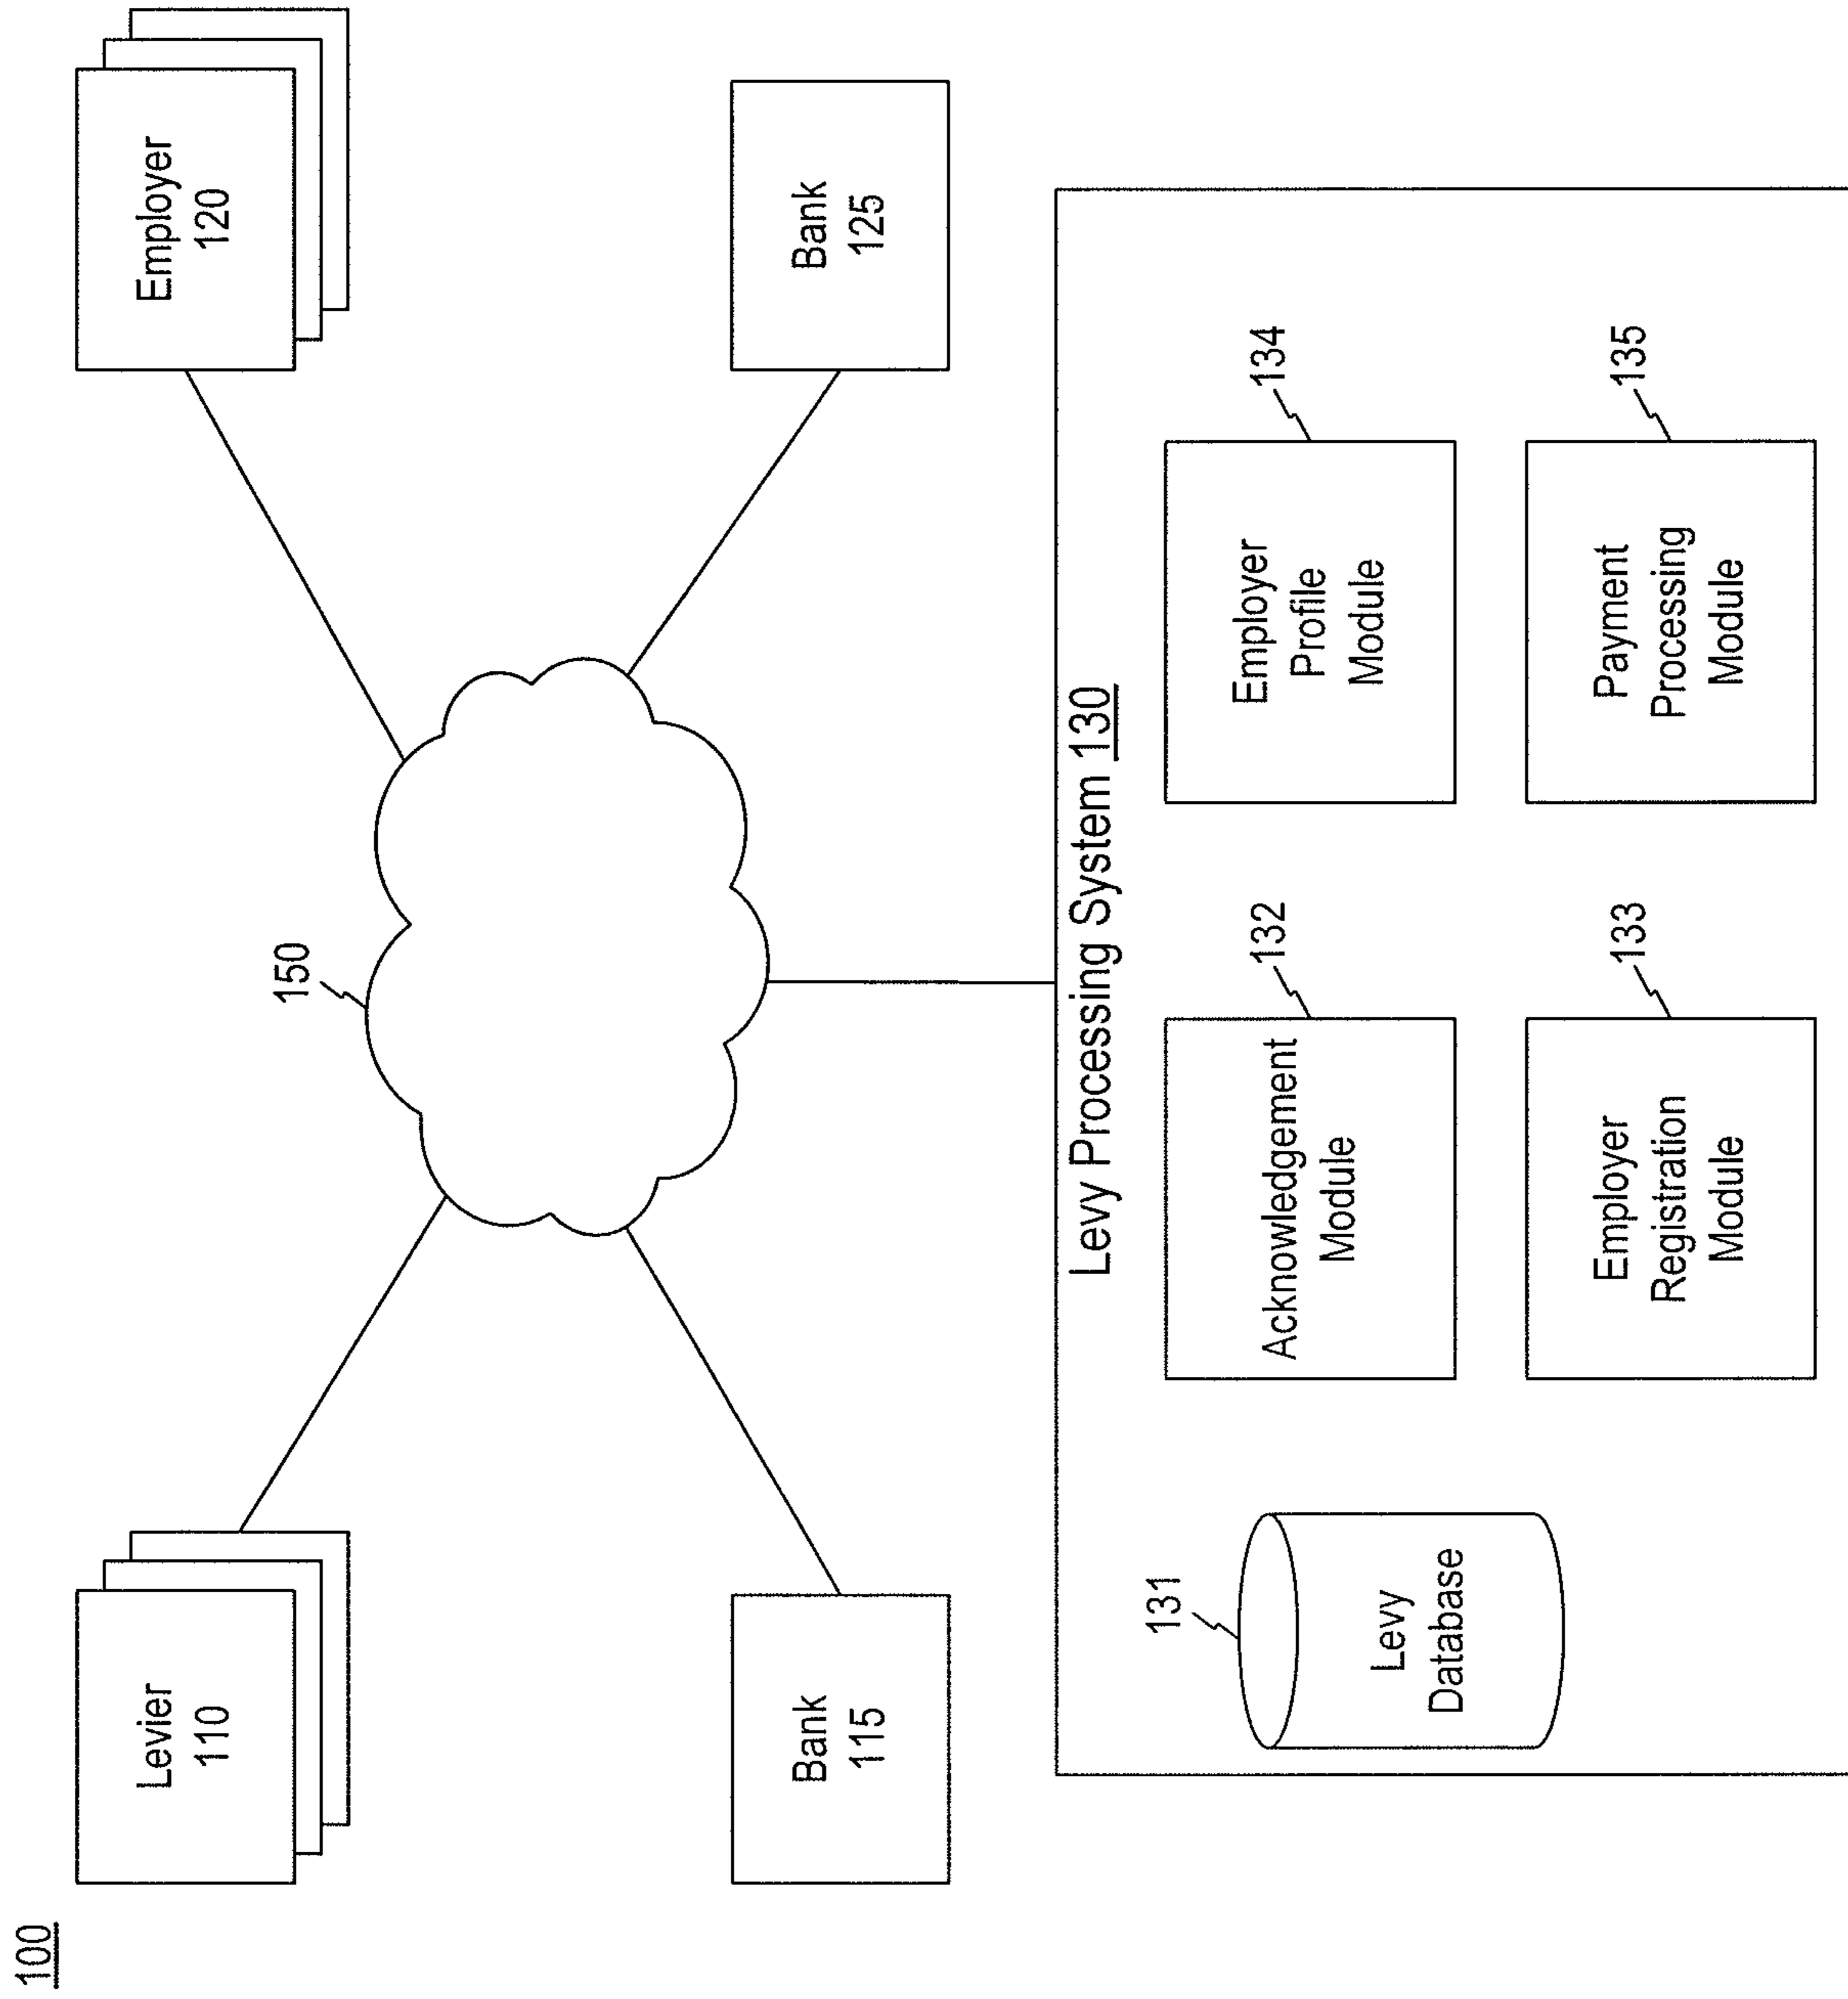 100
Levier
110
150
Employer
120
Bank
115
Bank
125
Levy Processing System 130
131
Levy
Database
Acknowledgement
Module
132
Employer
Profile
Module
134
Employer
Registration
Module
133
Payment
Processing
Module
135